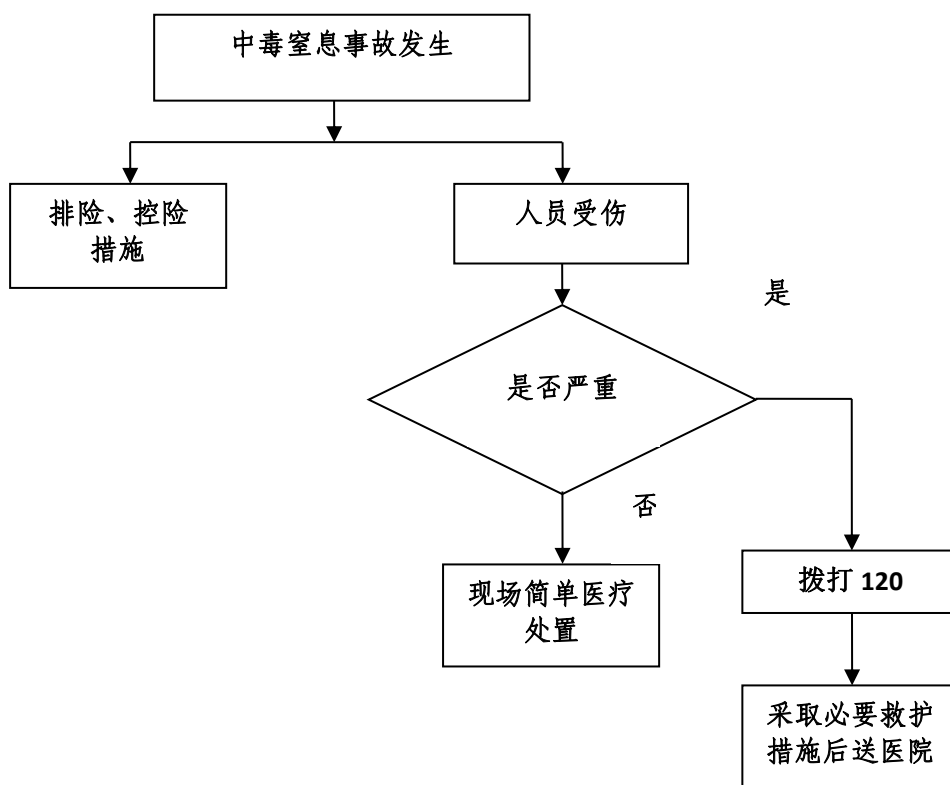 中毒窒息事故发生
排险、控险
措施
人员受伤
是
是否严重
否
现场简单医疗
处置
拨打 120
采取必要救护
措施后送医院